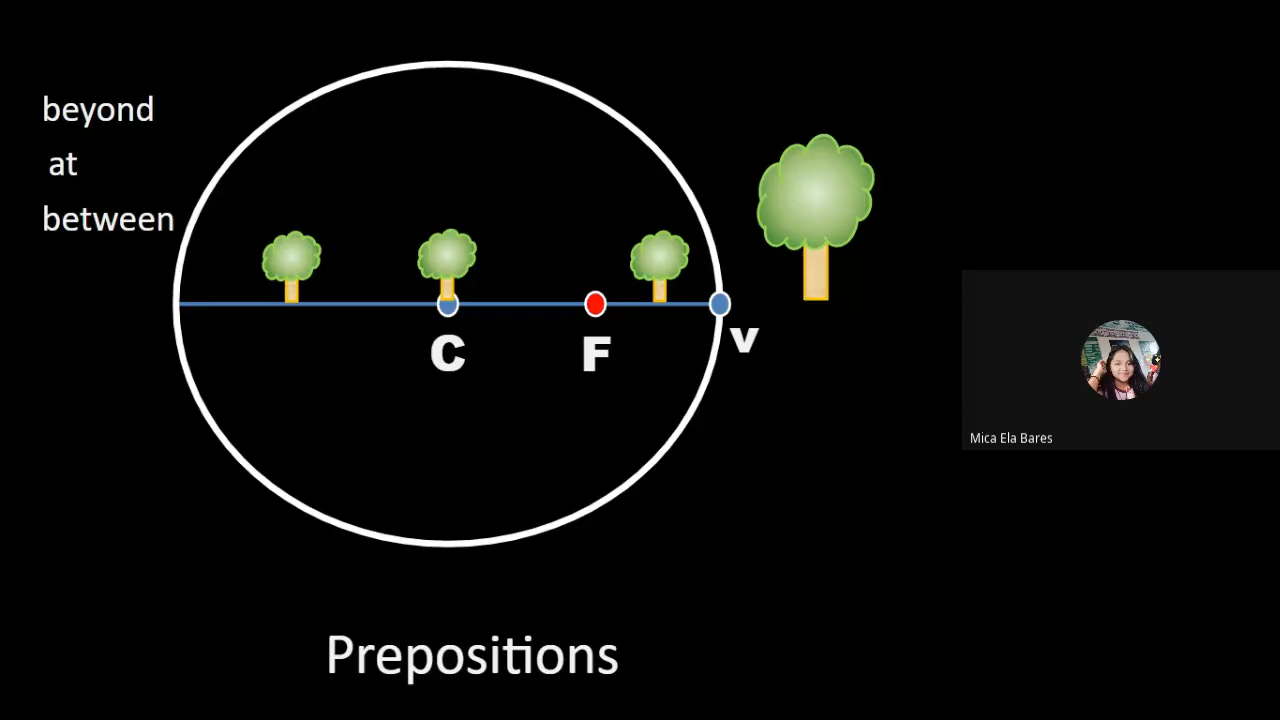 beyond
at
between
C
F
v
Mica Ela Bares
Prepositions